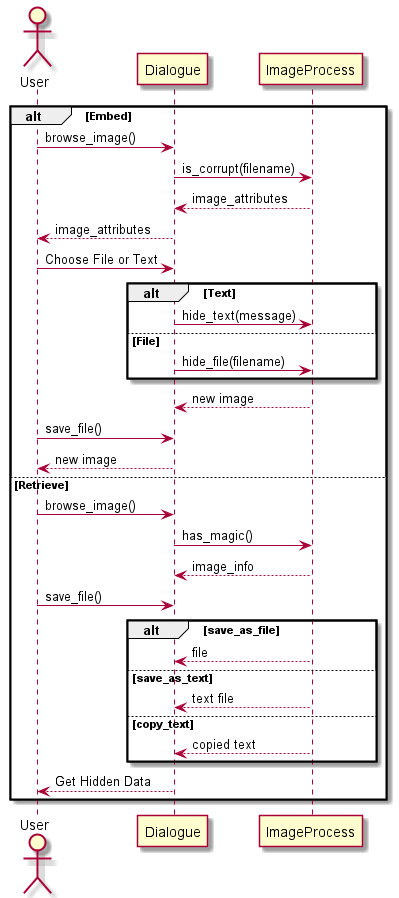 User
Dialogue
ImageProcess
alt [Embed]
browse_image()
is_corrupt(filename)
image_attributes
image_attributes
Choose File or Text
alt [Text]
hide_text(message)
[File]
hide_file(filename)
new image
save_file()
new image
[Retrieve]
browse_image()
has_magic()
image_info
save_file()
alt [save_as_file]
file
[save_as_text]
text file
[copy_text]
copied text
Get Hidden Data
User
Dialogue
ImageProcess